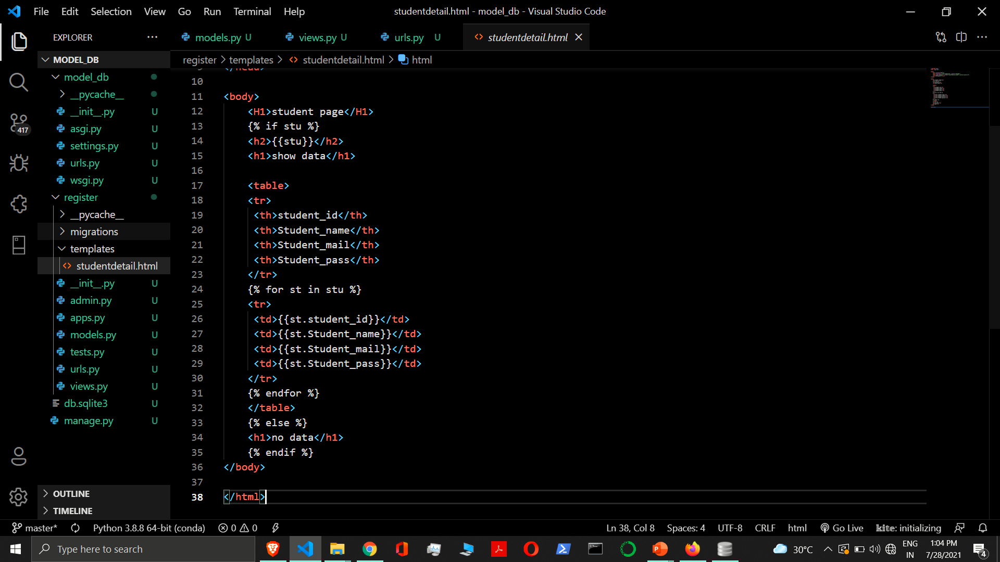 File Edit Selection View Go Run Terminal Help
studentdetail.html - model_db - Visual Studio Code
EXPLORER
models.py U
views.py U
urls.py U
studentdetail.html
MODEL_DB
register > templates > studentdetail.html > html
model_db
__pycache__
__init__.py U
asgi.py U
settings.py U
urls.py U
wsgi.py U
register
__pycache__
migrations
templates
studentdetail.html
__init__.py U
admin.py U
apps.py U
models.py U
tests.py U
urls.py U
views.py U
db.sqlite3 U
manage.py U
OUTLINE
TIMELINE
417
9 </head>
10
11 <body>
12 <H1>student page</H1>
13 {% if stu %}
14 <h2>{{stu}}</h2>
15 <h1>show data</h1>
16
17 <table>
18 <tr>
19 <th>student_id</th>
20 <th>Student_name</th>
21 <th>Student_mail</th>
22 <th>Student_pass</th>
23 </tr>
24 {% for st in stu %}
25 <tr>
26 <td>{{st.student_id}}</td>
27 <td>{{st.Student_name}}</td>
28 <td>{{st.Student_mail}}</td>
29 <td>{{st.Student_pass}}</td>
30 </tr>
31 {% endfor %}
32 </table>
33 {% else %}
34 <h1>no data</h1>
35 {% endif %}
36 </body>
37
38 </html>
master* Python 3.8.8 64-bit (conda) 0 0
Ln 38, Col 8 Spaces: 4 UTF-8 CRLF html Go Live kite: initializing
Type here to search
30°C
ENG
IN
1:04 PM
7/28/2021
4